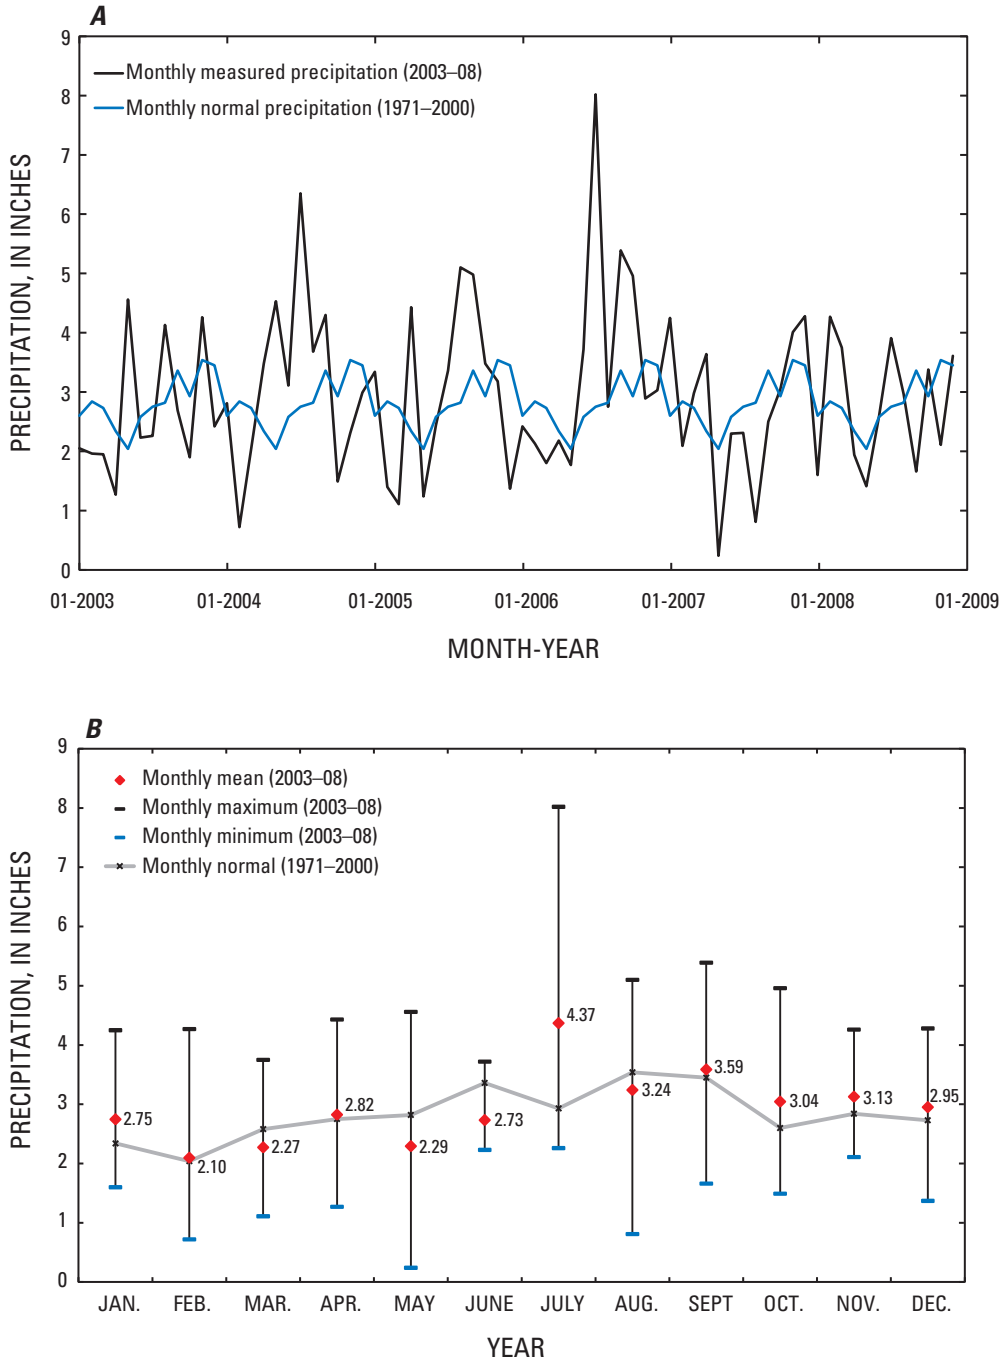 A
9
8
7
6
5
4
3
2
1
0
PRECIPITATION, IN INCHES
Monthly measured precipitation (2003–08)
Monthly normal precipitation (1971–2000)
01-2003 01-2004 01-2005 01-2006 01-2007 01-2008 01-2009
MONTH-YEAR
B
9
8
7
6
5
4
3
2
1
0
PRECIPITATION, IN INCHES
Monthly mean (2003–08)
Monthly maximum (2003–08)
Monthly minimum (2003–08)
Monthly normal (1971–2000)
2.75
2.10
2.27
2.82
2.29
2.73
4.37
3.24
3.59
3.04
3.13
2.95
JAN. FEB. MAR. APR. MAY JUNE JULY AUG. SEPT OCT. NOV. DEC.
YEAR